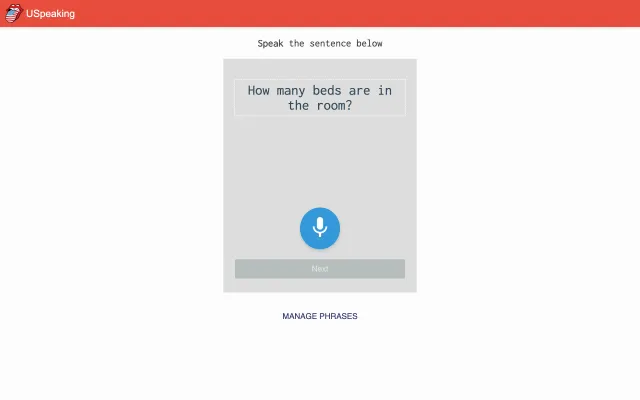 USpeaking
Speak the sentence below
How many beds are in
the room?
Next
MANAGE PHRASES